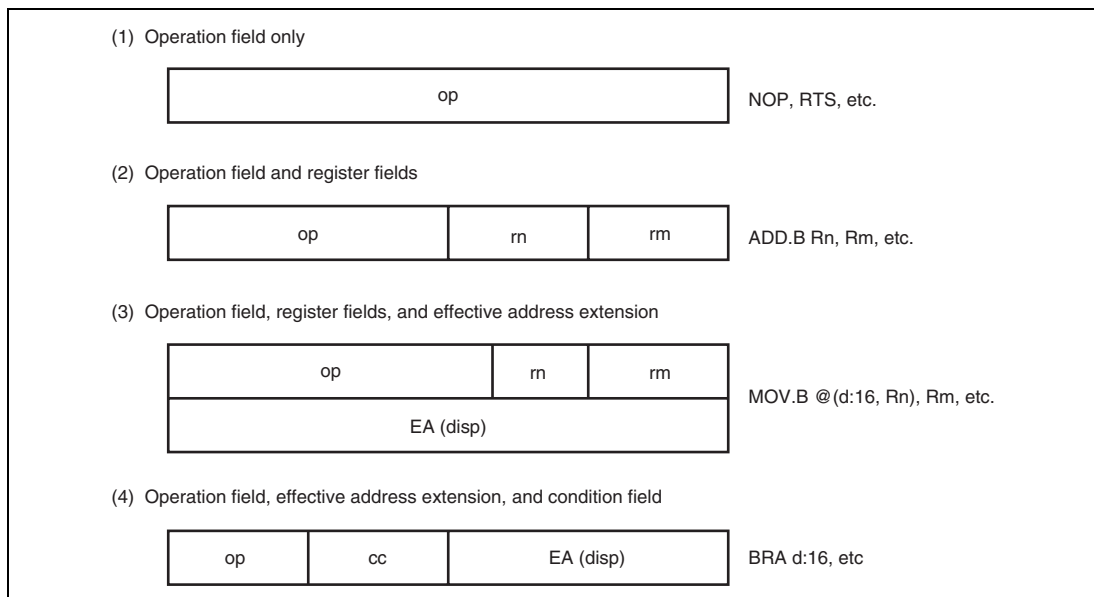 (1) Operation field only
op
NOP, RTS, etc.
(2) Operation field and register fields
op rn rm
ADD.B Rn, Rm, etc.
(3) Operation field, register fields, and effective address extension
op rn rm
EA (disp)
MOV.B @(d:16, Rn), Rm, etc.
(4) Operation field, effective address extension, and condition field
op cc EA (disp)
BRA d:16, etc